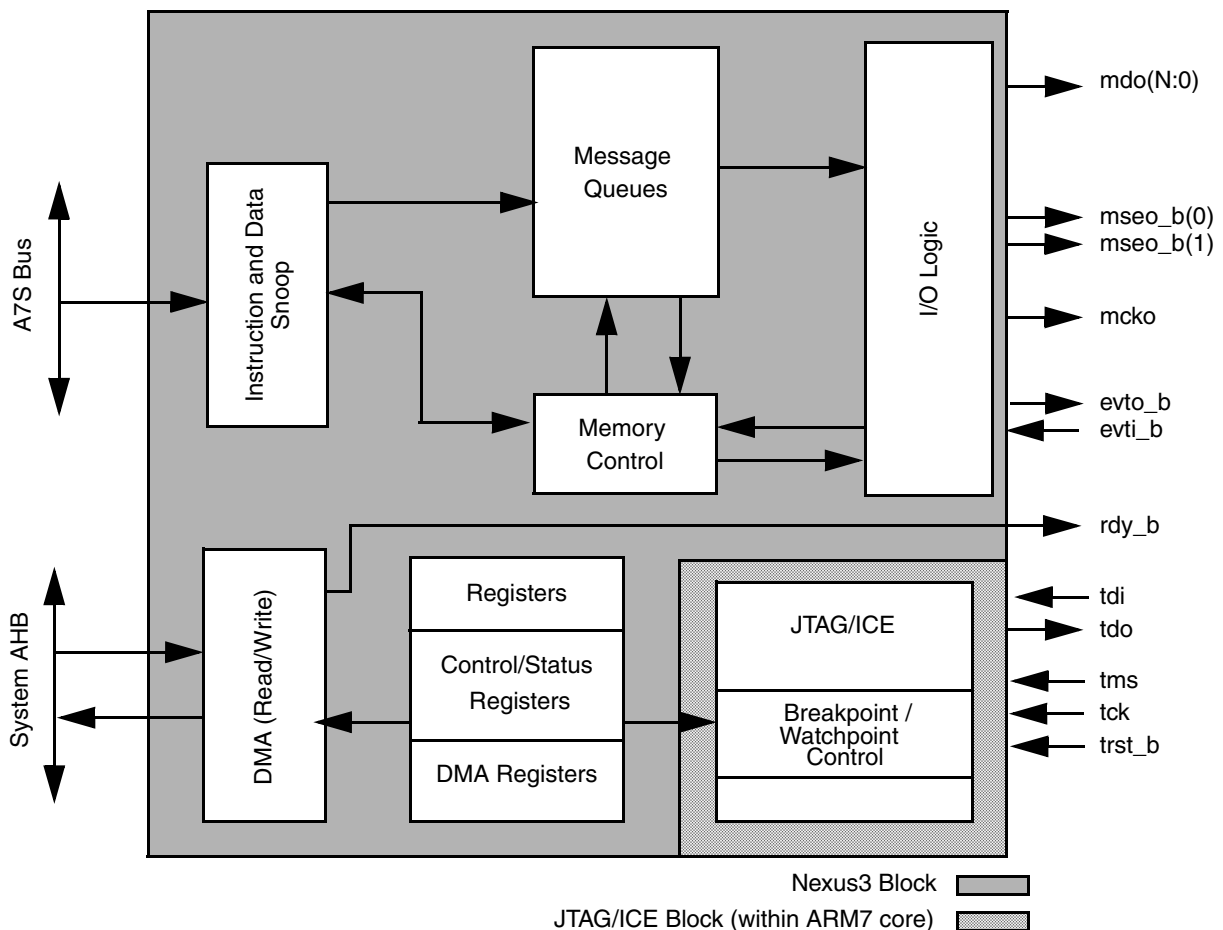 mdo(N:0)
Message
Queues
mseo_b(0)
mseo_b(1)
A7S Bus
Instruction and Data
Snoop
I/O Logic
mcko
evto_b
evti_b
Memory
Control
rdy_b
System AHB
DMA (Read/Write)
Registers
Control/Status
Registers
DMA Registers
JTAG/ICE
Breakpoint /
Watchpoint
Control
tdi
tdo
tms
tck
trst_b
Nexus3 Block
JTAG/ICE Block (within ARM7 core)